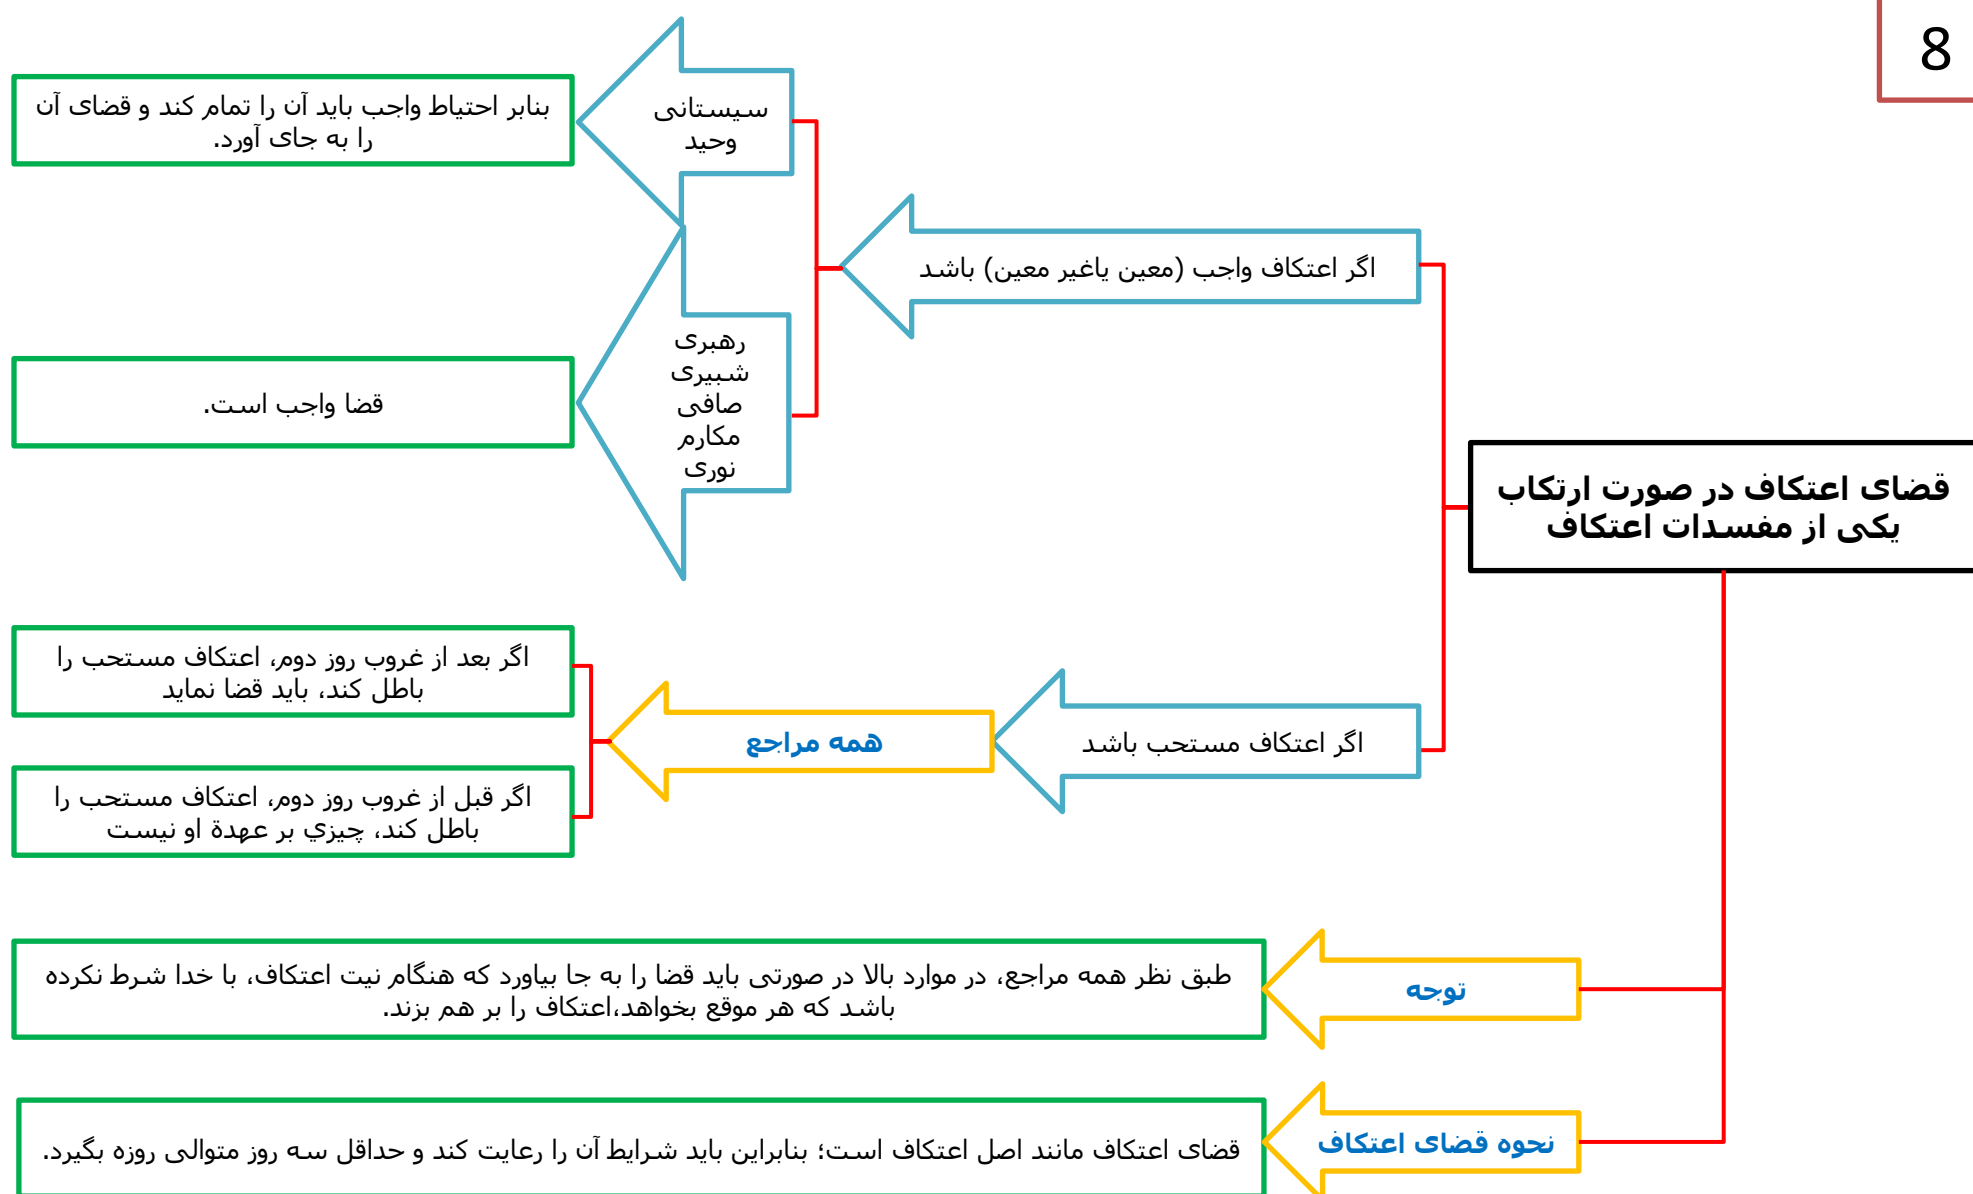 8
قضای اعتکاف در صورت ارتکاب
یکی از مفسدات اعتکاف
اگر اعتکاف واجب (معین یاغیر معین) باشد
سیستانی
وحید
بنابر احتیاط واجب باید آن را تمام کند و قضای آن
را به جای آورد.
رهبری
شبیری
صافی
مکارم
نوری
قضا واجب است.
اگر اعتکاف مستحب باشد
همه مراجع
اگر بعد از غروب روز دوم، اعتکاف مستحب را
باطل کند، باید قضا نماید
اگر قبل از غروب روز دوم، اعتکاف مستحب را
باطل کند، چیزي بر عهدة او نیست
توجه
طبق نظر همه مراجع، در موارد بالا در صورتی باید قضا را به جا بیاورد که هنگام نیت اعتکاف، با خدا شرط نکرده
باشد که هر موقع بخواهد،اعتکاف را بر هم بزند.
نحوه قضای اعتکاف
قضای اعتکاف مانند اصل اعتکاف است؛ بنابراین باید شرایط آن را رعایت کند و حداقل سه روز متوالی روزه بگیرد.